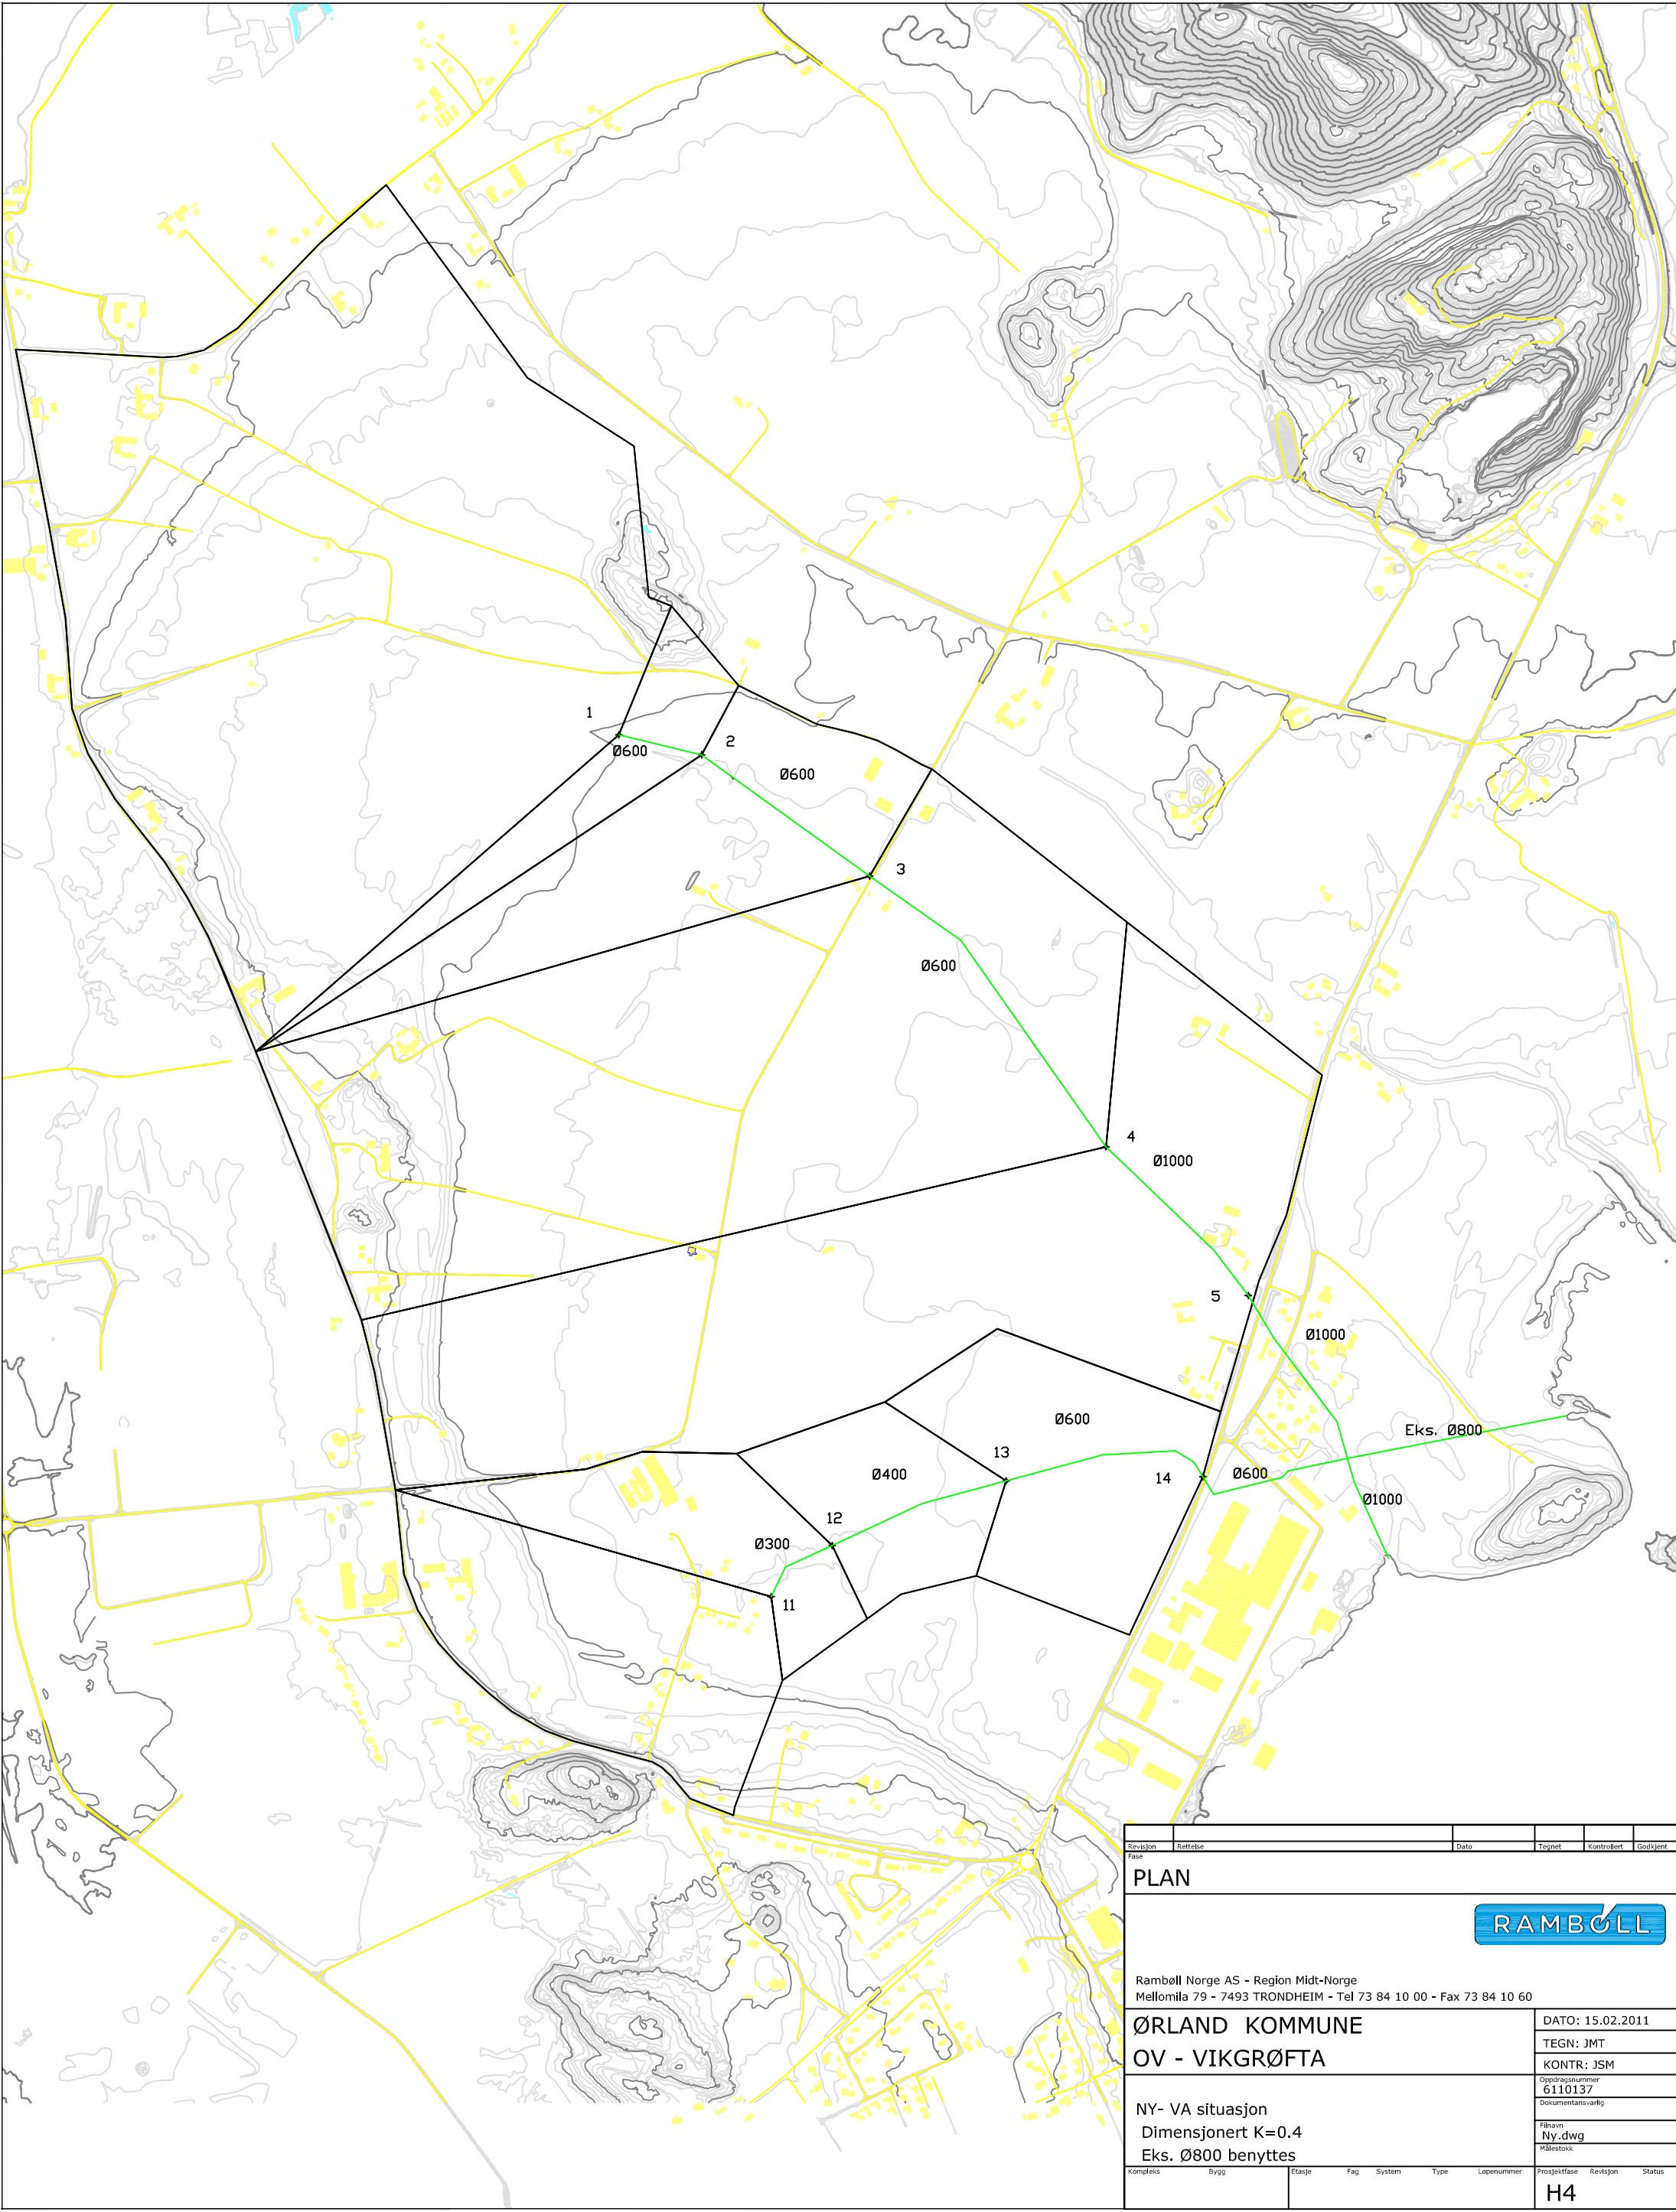 1
Ø600
2
Ø600
3
Ø600
4
Ø1000
5
Ø1000
Ø600
Eks. Ø800
13
Ø400
14
Ø600
Ø1000
12
Ø300
11
Revisjon Rettelse Dato Tegnet Kontrollert Godkjent
Fase
PLAN
RAMBØLL
Rambøll Norge AS - Region Midt-Norge
Mellomila 79 - 7493 TRONDHEIM - Tel 73 84 10 00 - Fax 73 84 10 60
ØRLAND KOMMUNE
OV - VIKGRØFTA
DATO: 15.02.2011
TEGN: JMT
KONTR: JSM
Oppdragsnummer
6110137
Dokumentansvarlig
Filnavn
Ny.dwg
Målestokk
NY- VA situasjon
Dimensjonert K=0.4
Eks. Ø800 benyttes
Kompleks Bygg Etasje Fag System Type Løpenummer Prosjektfase Revisjon Status
H4